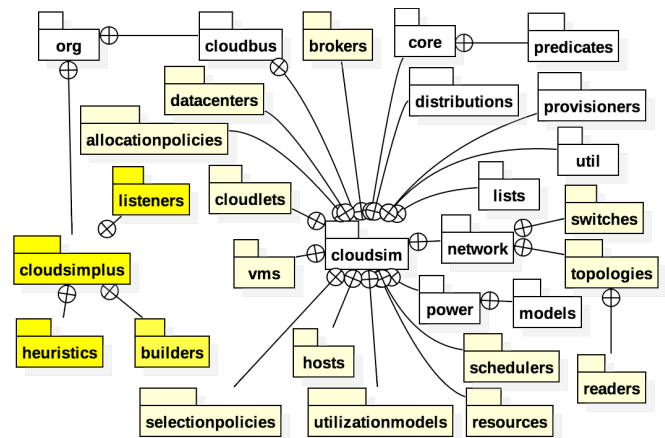 org
cloudbus
brokers
core
predicates
datacenters
distributions
provisioners
allocationpolicies
util
listeners
cloudlets
lists
switches
cloudsimplus
vms
cloudsim
network
topologies
power
models
heuristics
builders
hosts
schedulers
readers
selectionpolicies
utilizationmodels
resources